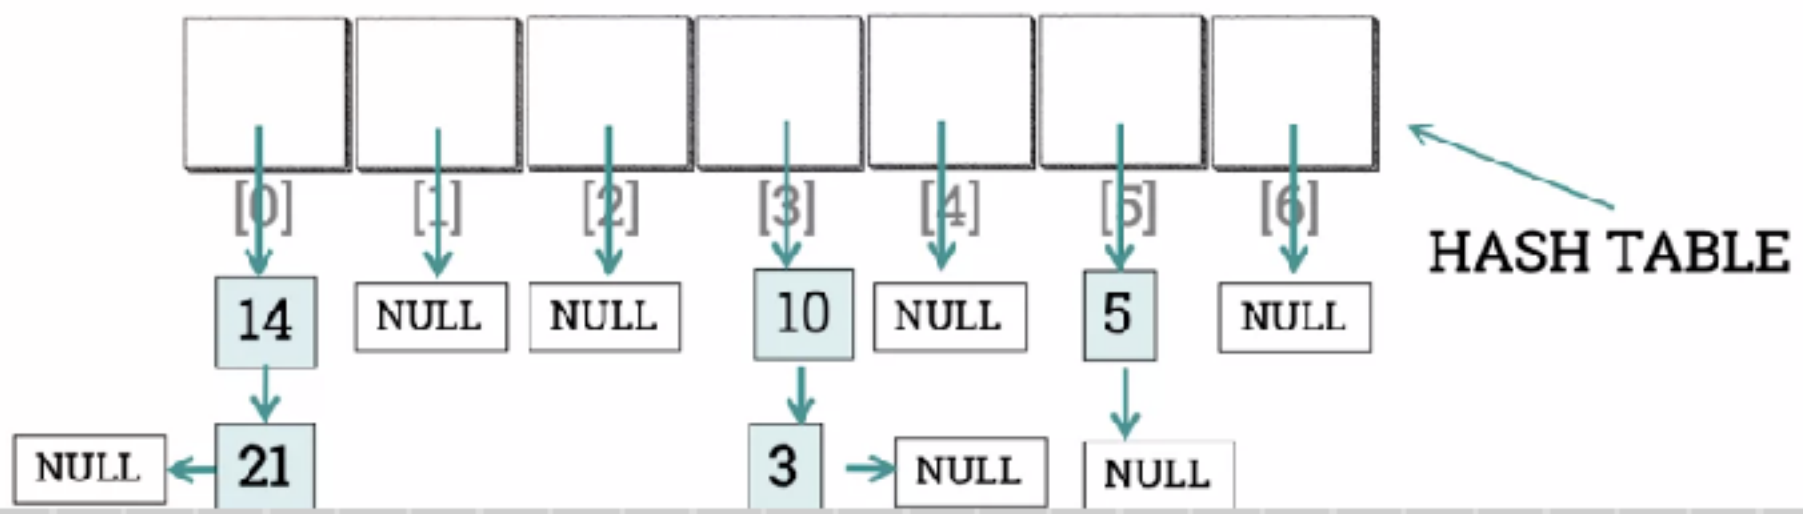 [0] [1] [2] [3] [4] [5] [6]
HASH TABLE
14 NULL NULL 10 NULL 5 NULL
NULL 21 3 NULL NULL